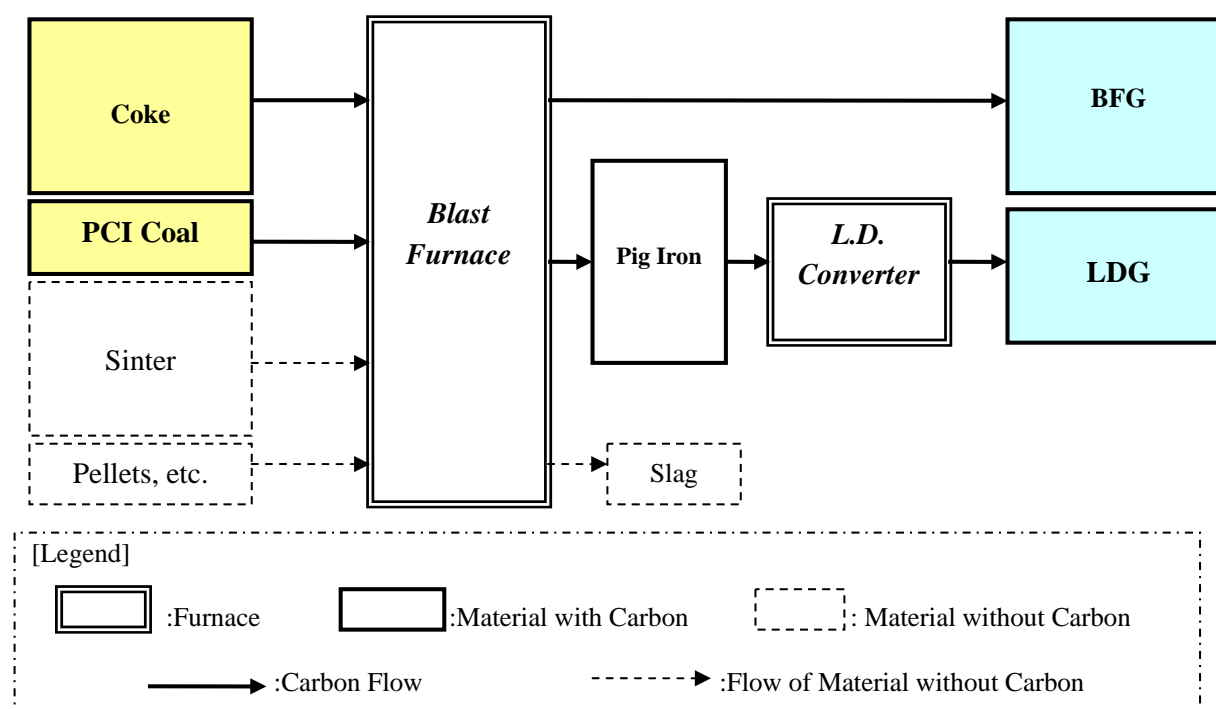 Coke
BFG
Blast
Furnace
PCI Coal
Pig Iron
L.D.
Converter
LDG
Sinter
Pellets, etc.
Slag
[Legend]
:Furnace
:Material with Carbon
: Material without Carbon
:Carbon Flow
:Flow of Material without Carbon